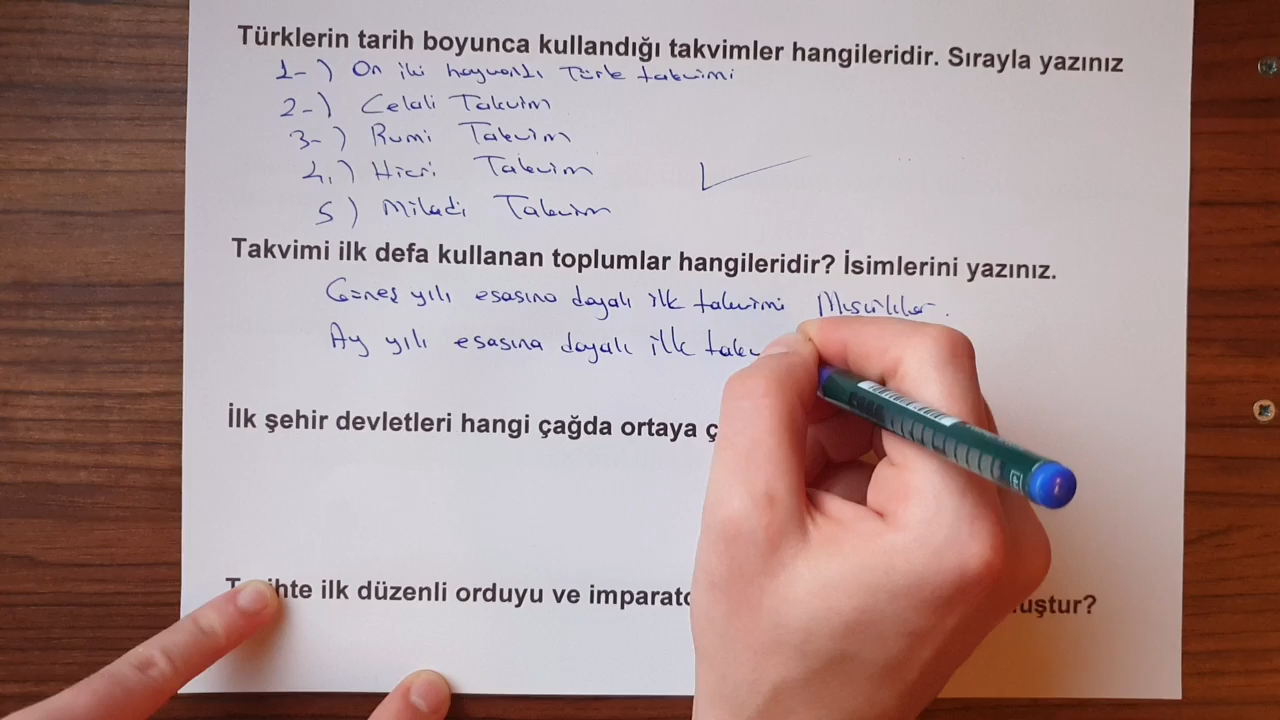 Türklerin tarih boyunca kullandığı takvimler hangileridir. Sırayla yazınız
1-) On iki hayvanlı Türk takvimi
2-) Celali Takvim
3-) Rumi Takvim
4.) Hicri Takvim
5) Miladi Takvim
Takvimi ilk defa kullanan toplumlar hangileridir? İsimlerini yazınız.
Güneş yılı esasına dayalı ilk takvimi Mısırlılar.
Ay yılı esasına dayalı ilk takv
İlk şehir devletleri hangi çağda ortaya ç
Tarihte ilk düzenli orduyu ve imparato uştur?